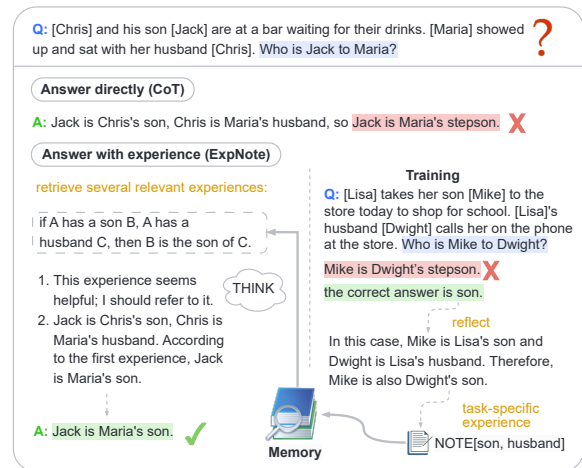 Q: [Chris] and his son [Jack] are at a bar waiting for their drinks. [Maria] showed
up and sat with her husband [Chris]. Who is Jack to Maria?
?
Answer directly (CoT)
A: Jack is Chris's son, Chris is Maria's husband, so Jack is Maria's stepson.
Answer with experience (ExpNote)
retrieve several relevant experiences:
if A has a son B, A has a
husband C, then B is the son of C.
1. This experience seems
helpful; I should refer to it.
2. Jack is Chris's son, Chris is
Maria's husband. According
to the first experience, Jack
is Maria's son.
THINK
A: Jack is Maria's son.
Training
Q: [Lisa] takes her son [Mike] to the
store today to shop for school. [Lisa]'s
husband [Dwight] calls her on the phone
at the store. Who is Mike to Dwight?
Mike is Dwight's stepson.
the correct answer is son.
reflect
In this case, Mike is Lisa's son and
Dwight is Lisa's husband. Therefore,
Mike is also Dwight's son.
task-specific
experience
NOTE[son, husband]
Memory